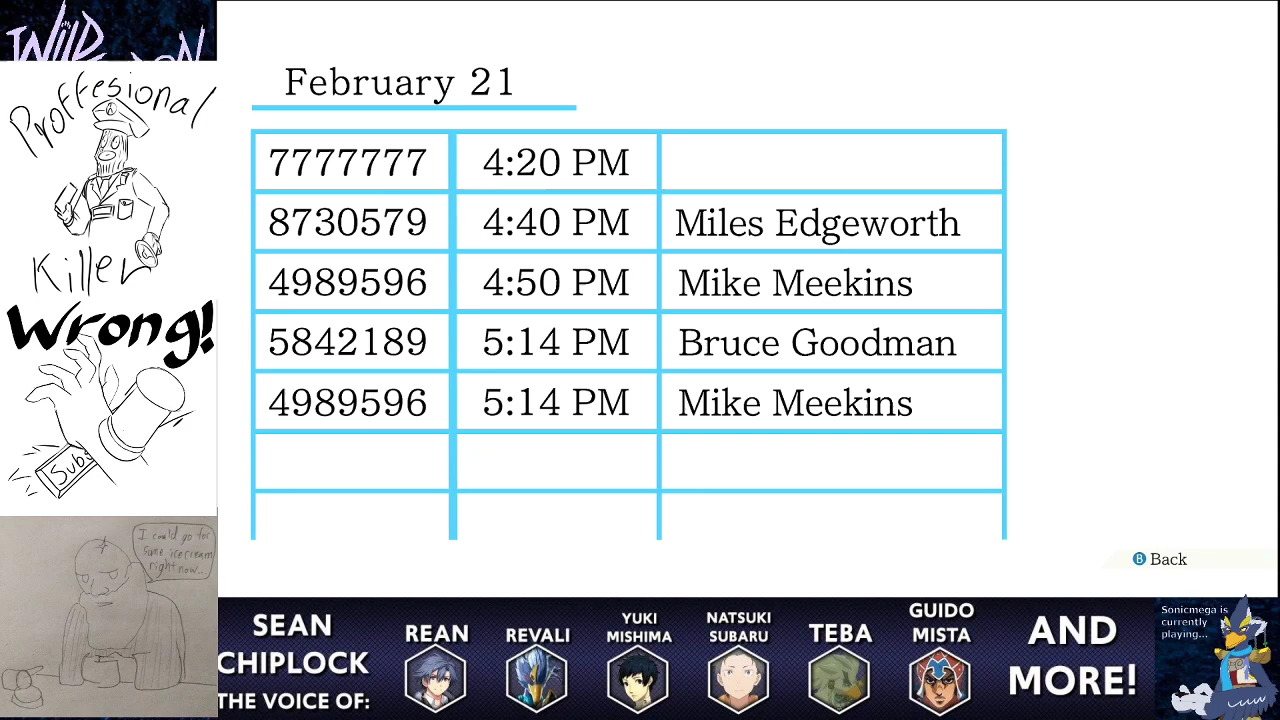 WILD
Proffesional
Killer
Wrong!
Subs
I could go for
some icecream
right now...
February 21
7777777 4:20 PM
8730579 4:40 PM Miles Edgeworth
4989596 4:50 PM Mike Meekins
5842189 5:14 PM Bruce Goodman
4989596 5:14 PM Mike Meekins
B Back
SEAN
CHIPLOCK
THE VOICE OF:
REAN
REVALI
YUKI
MISHIMA
NATSUKI
SUBARU
TEBA
GUIDO
MISTA
AND
MORE!
Sonicmega is
currently
playing...